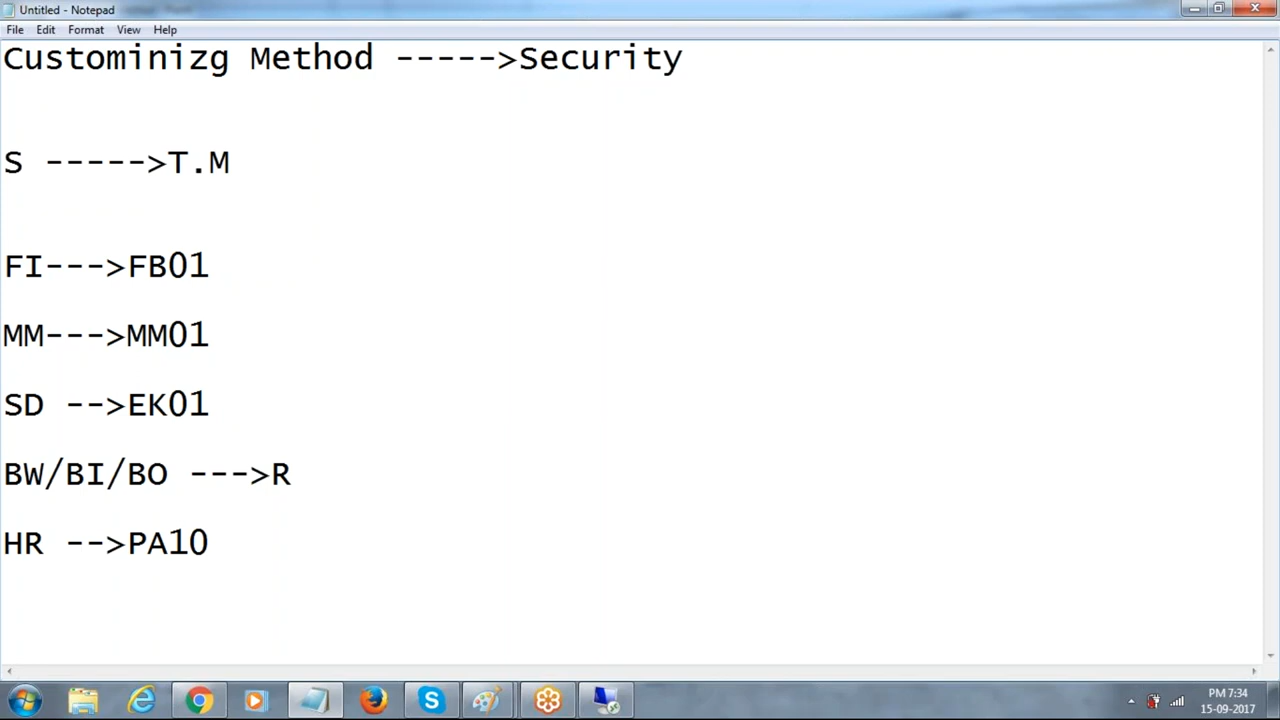 Untitled - Notepad
File Edit Format View Help
Custominizg Method ----->Security
S ----->T.M
FI--->FB01
MM--->MM01
SD -->EK01
BW/BI/BO --->R
HR -->PA10
PM 7:34
15-09-2017